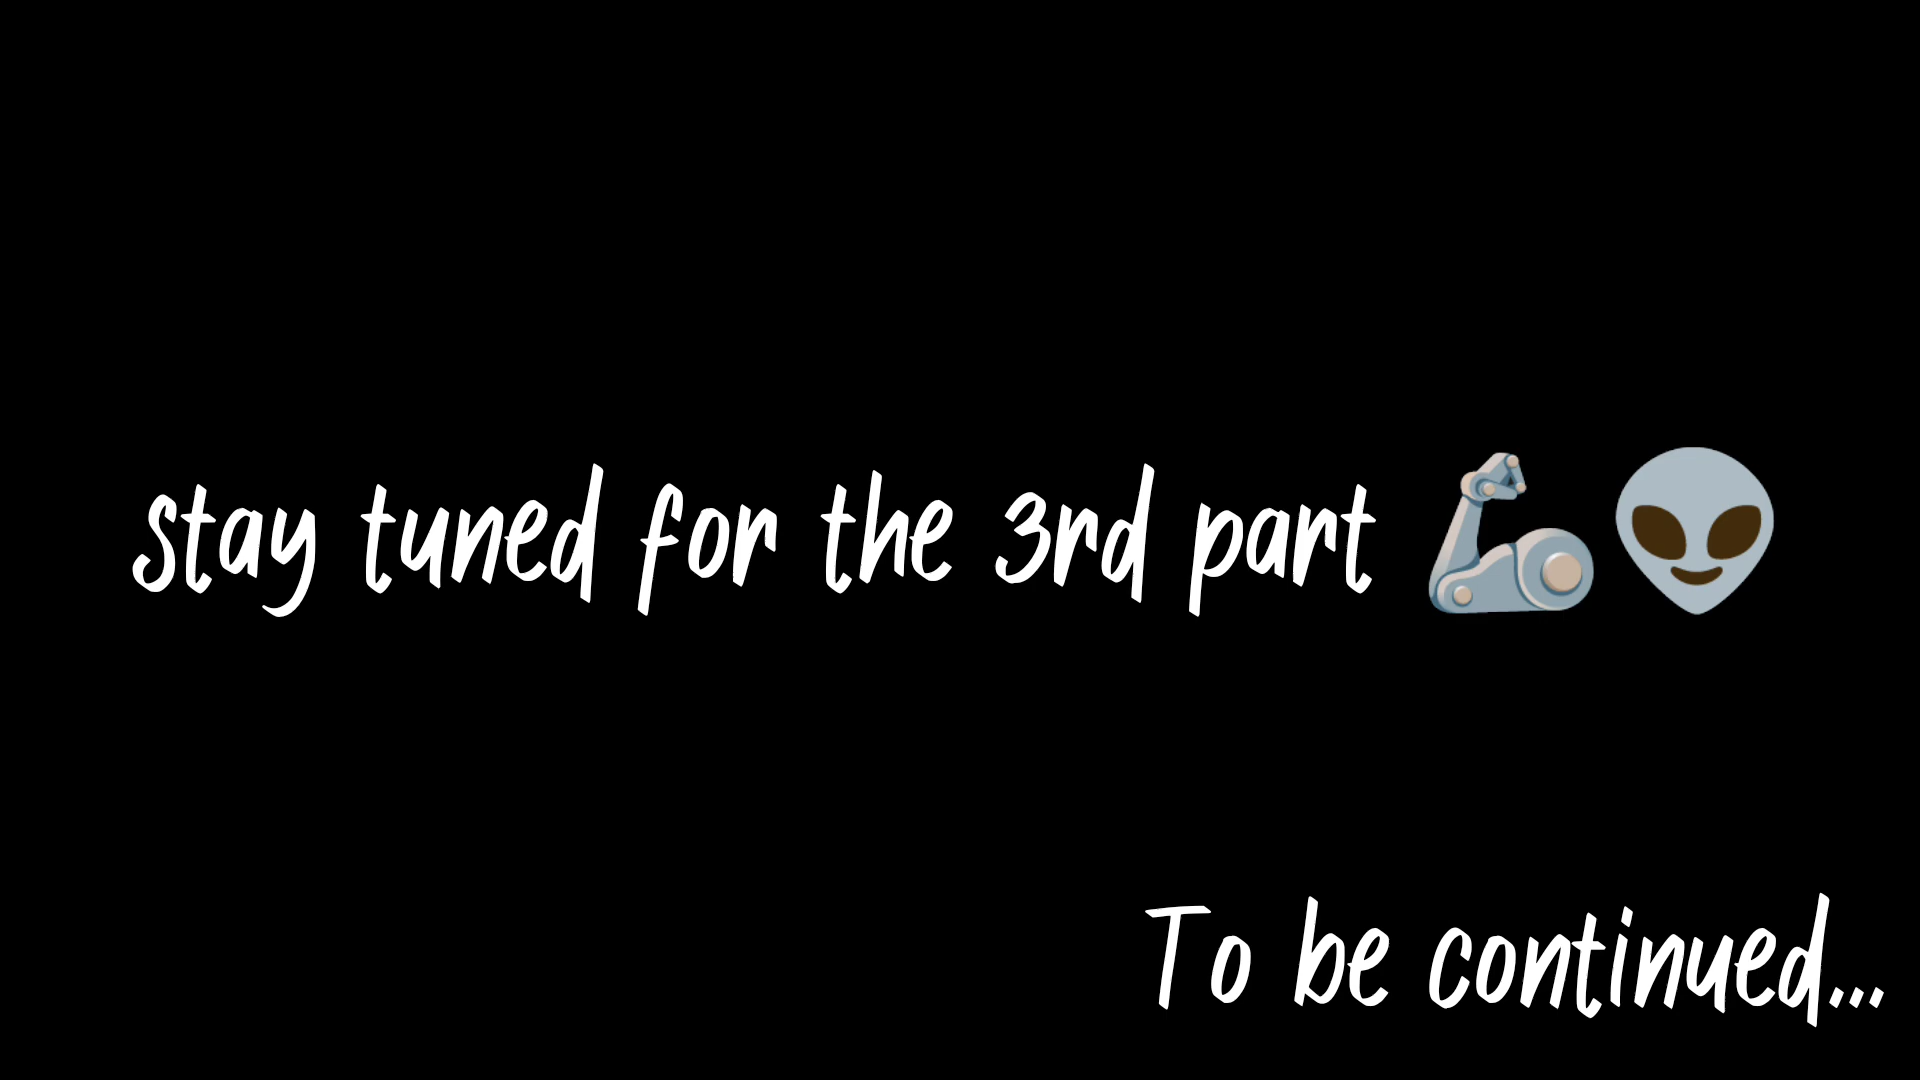 stay tuned for the 3rd part 🦾👽
To be continued...